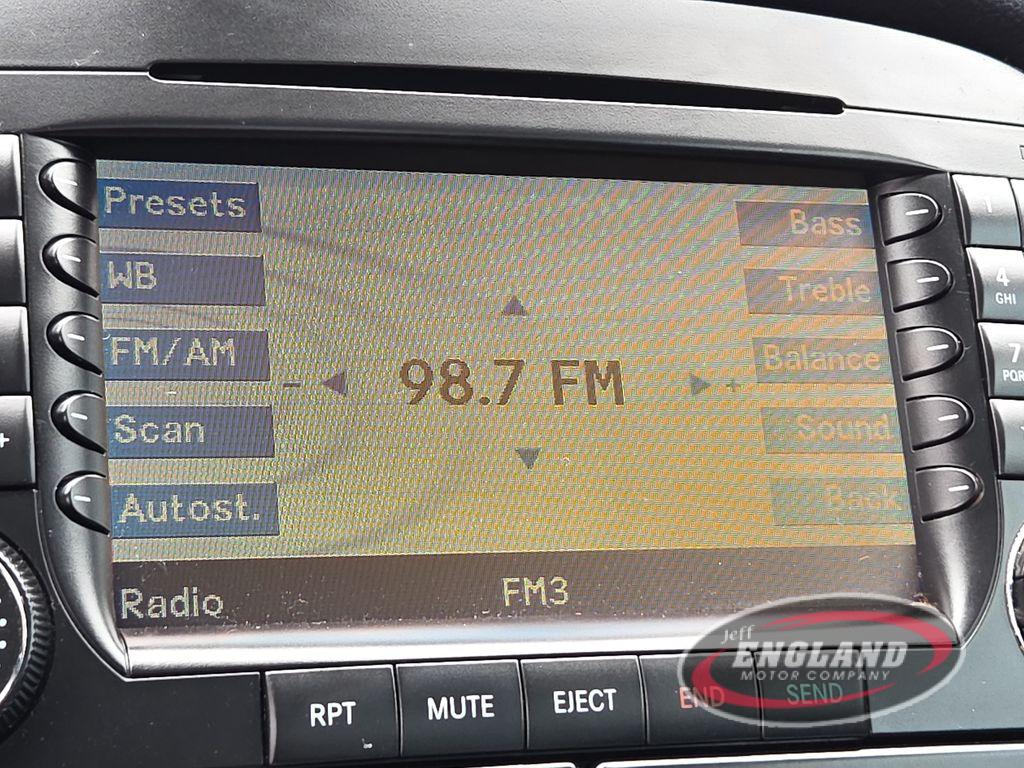 Presets
Bass
1
WB
Treble
4
GHI
FM/AM
Balance
7
PQR
- 98.7 FM +
Scan
Sound
+
Autost.
Back
Radio
FM3
RPT
MUTE
EJECT
END
SEND
Jeff
ENGLAND
MOTOR COMPANY